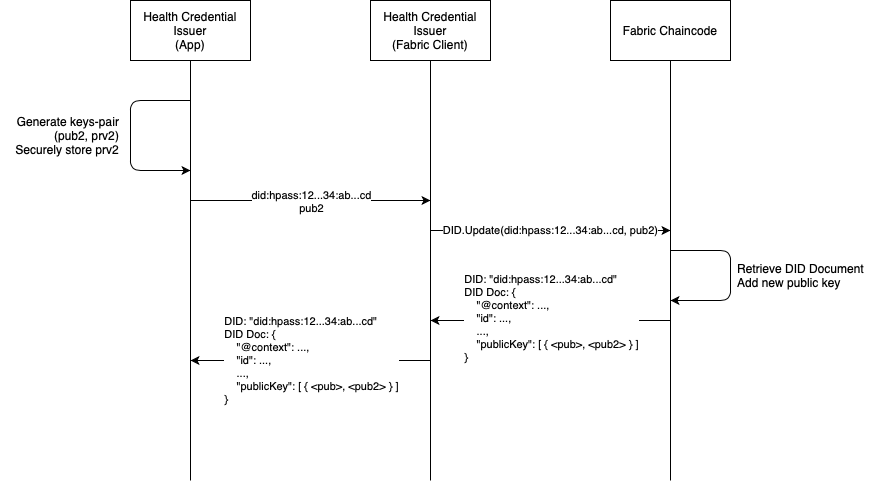 Health Credential
Issuer
(App)
Health Credential
Issuer
(Fabric Client)
Fabric Chaincode
Generate keys-pair
(pub2, prv2)
Securely store prv2
did:hpass:12...34:ab...cd
pub2
DID.Update(did:hpass:12...34:ab...cd, pub2)
Retrieve DID Document
Add new public key
DID: "did:hpass:12...34:ab...cd"
DID Doc: {
"@context": ...,
"id": ...,
...,
"publicKey": [ { <pub>, <pub2> } ]
}
DID: "did:hpass:12...34:ab...cd"
DID Doc: {
"@context": ...,
"id": ...,
...,
"publicKey": [ { <pub>, <pub2> } ]
}